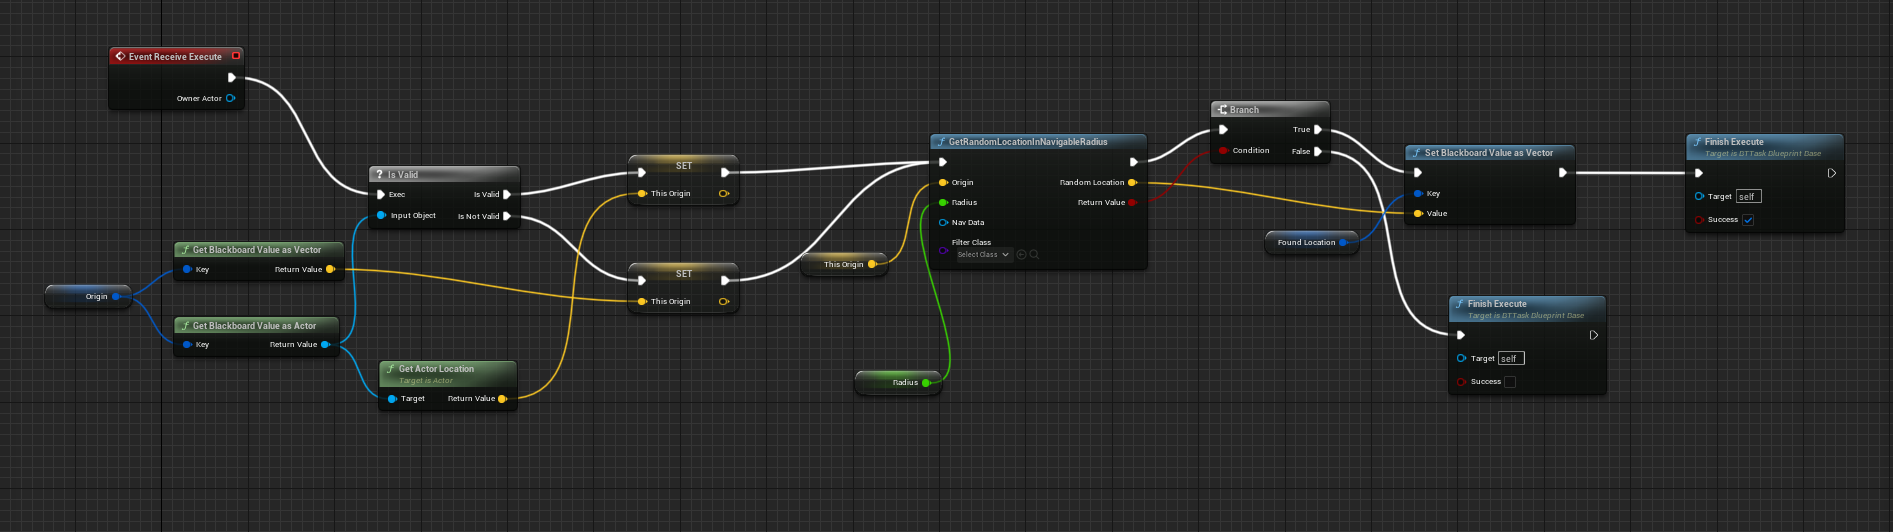 Event Receive Execute
Owner Actor
Is Valid
Exec
Is Valid
Input Object
Is Not Valid
Get Blackboard Value as Vector
Key
Return Value
Origin
Get Blackboard Value as Actor
Key
Return Value
Get Actor Location
Target is Actor
Target
Return Value
SET
This Origin
SET
This Origin
This Origin
Radius
GetRandomLocationInNavigableRadius
Origin
Random Location
Radius
Return Value
Nav Data
Filter Class
Select Class
Branch
True
Condition
False
Found Location
Set Blackboard Value as Vector
Key
Value
Finish Execute
Target is BTTask Blueprint Base
Target self
Success
Finish Execute
Target is BTTask Blueprint Base
Target self
Success